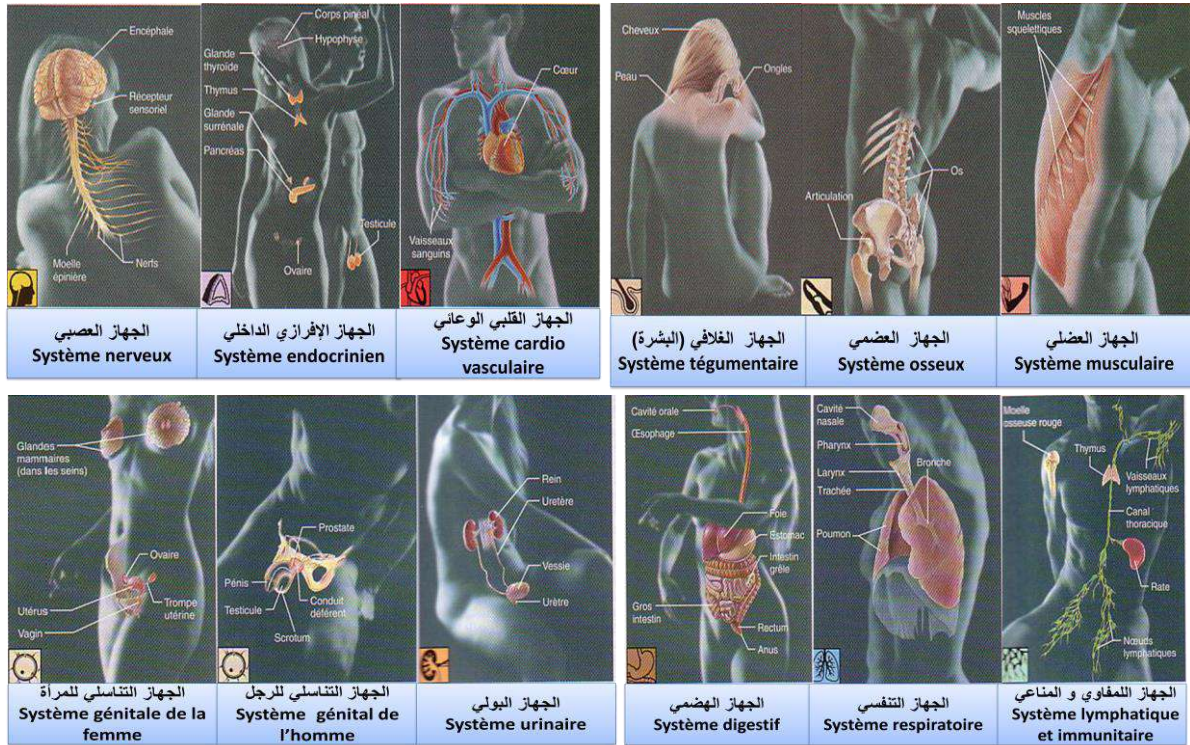 Encéphale
Récepteur
sensoriel
Moelle
épinière
Nerfs
الجهاز العصبي
Système nerveux
Corps pinéal
Hypophyse
Glande
thyroïde
Thymus
Glande
surrénale
Pancréas
Testicule
Ovaire
الجهاز الإفرازي الداخلي
Système endocrinien
Cœur
Vaisseaux
sanguins
الجهاز القلبي الوعائي
Système cardio
vasculaire
Cheveux
Peau
Ongles
الجهاز الغلافي (البشرة)
Système tégumentaire
Articulation
Os
الجهاز العضمي
Système osseux
Muscles
squelettiques
الجهاز العضلي
Système musculaire
Glandes
mammaires
(dans les seins)
Ovaire
Utérus
Trompe
utérine
Vagin
الجهاز التناسلي للمرأة
Système génitale de la
femme
Prostate
Pénis
Testicule
Conduit
déférent
Scrotum
الجهاز التناسلي للرجل
Système génital de
l'homme
Rein
Uretère
Vessie
Urètre
الجهاز البولي
Système urinaire
Cavité orale
Œsophage
Foie
Estomac
Intestin
grêle
Gros
intestin
Rectum
Anus
الجهاز الهضمي
Système digestif
Cavité
nasale
Pharynx
Bronche
Larynx
Trachée
Poumon
الجهاز التنفسي
Système respiratoire
Moelle
osseuse rouge
Thymus
Vaisseaux
lymphatiques
Canal
thoracique
Rate
Nœuds
lymphatiques
الجهاز اللمفاوي و المناعي
Système lymphatique
et immunitaire